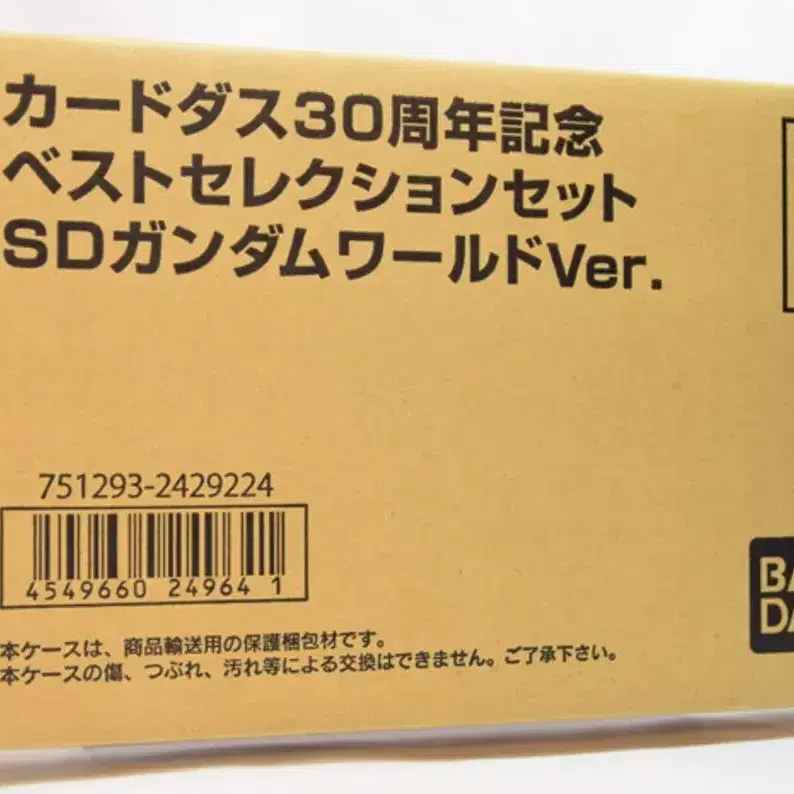 カードダス30周年記念
ベストセレクションセット
SDガンダムワールドVer.
751293-2429224
4549660 24964 1
本ケースは、商品輸送用の保護梱包材です。
本ケースの傷、つぶれ、汚れ等による交換はできません。ご了承下さい。
BA
DA